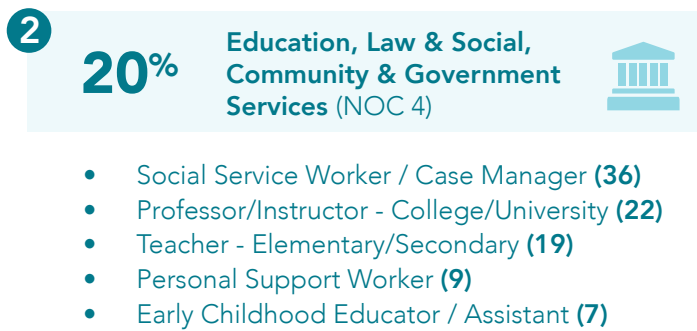 2
20%
Education, Law & Social,
Community & Government
Services (NOC 4)
• Social Service Worker / Case Manager (36)
• Professor/Instructor - College/University (22)
• Teacher - Elementary/Secondary (19)
• Personal Support Worker (9)
• Early Childhood Educator / Assistant (7)